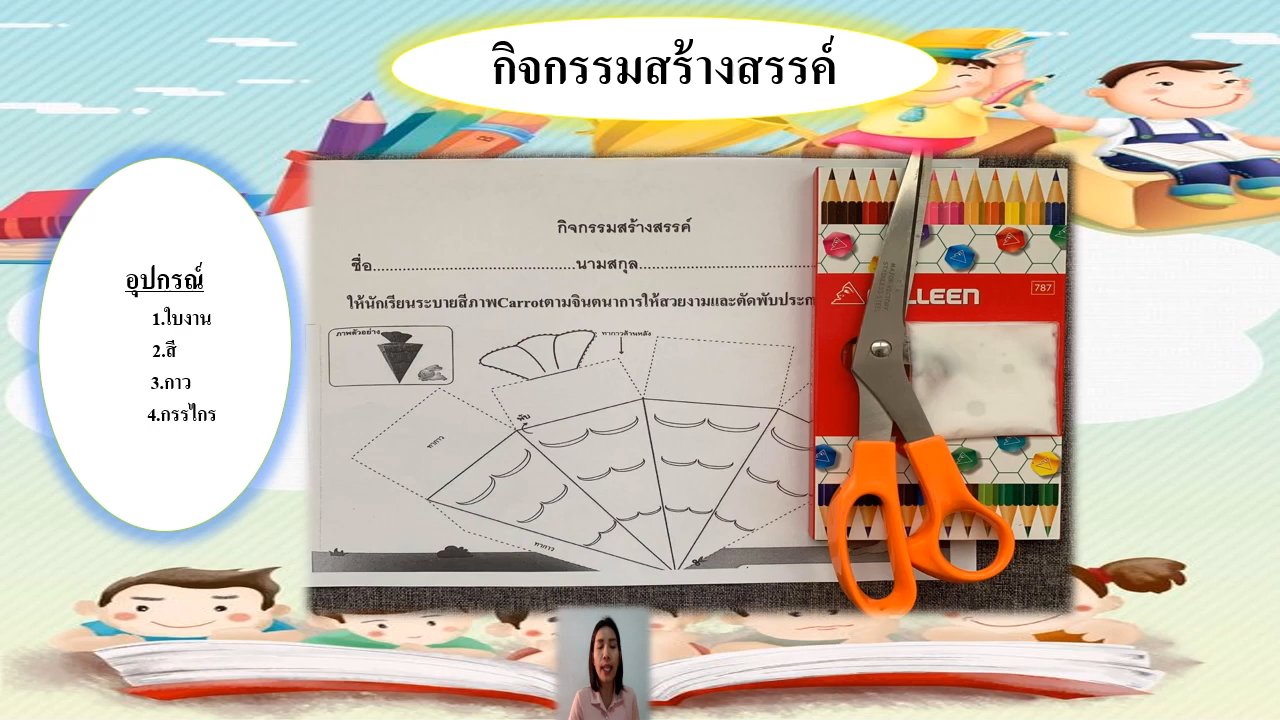 กิจกรรมสร้างสรรค์
อุปกรณ์
1.ใบงาน
2.สี
3.กาว
4.กรรไกร
กิจกรรมสร้างสรรค์
ชื่อ..........................................................นามสกุล..................................................
ให้นักเรียนระบายสีภาพCarrotตามจินตนาการให้สวยงามและตัดพับ
ภาพตัวอย่าง
ทากาวด้านหลัง
พับ
ทากาว
ทากาว
LLEEN
787